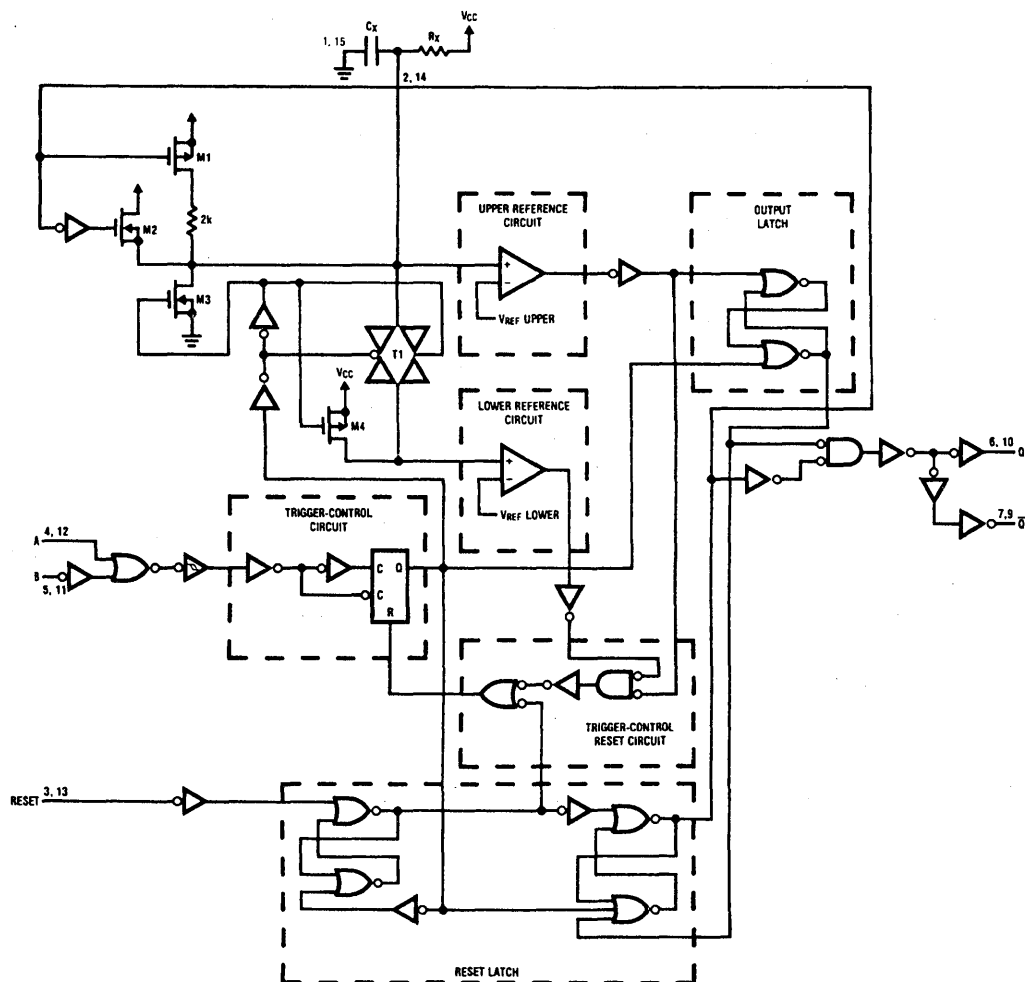 VCC
CX
RX
1, 15
2, 14
M1
M2
2k
M3
UPPER REFERENCE
CIRCUIT
+
−
VREF UPPER
OUTPUT
LATCH
T1
VCC
M4
LOWER REFERENCE
CIRCUIT
+
−
VREF LOWER
6, 10
Q
7,9
Q̅
TRIGGER-CONTROL
CIRCUIT
A
4, 12
B
5, 11
C
Q
C
R
TRIGGER-CONTROL
RESET CIRCUIT
RESET
3, 13
RESET LATCH